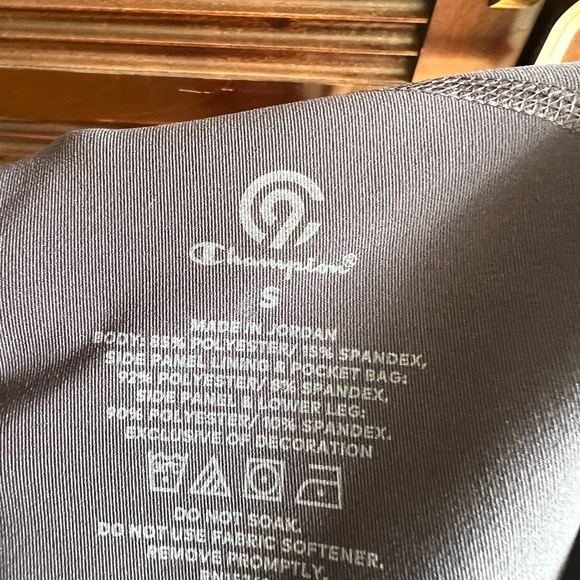 Champion
S
MADE IN JORDAN
BODY: 85% POLYESTER/ 15% SPANDEX,
SIDE PANEL LINING & POCKET BAG:
92% POLYESTER/ 8% SPANDEX,
SIDE PANEL & LOWER LEG:
90% POLYESTER/ 10% SPANDEX.
EXCLUSIVE OF DECORATION
DO NOT SOAK.
DO NOT USE FABRIC SOFTENER.
REMOVE PROMPTLY.